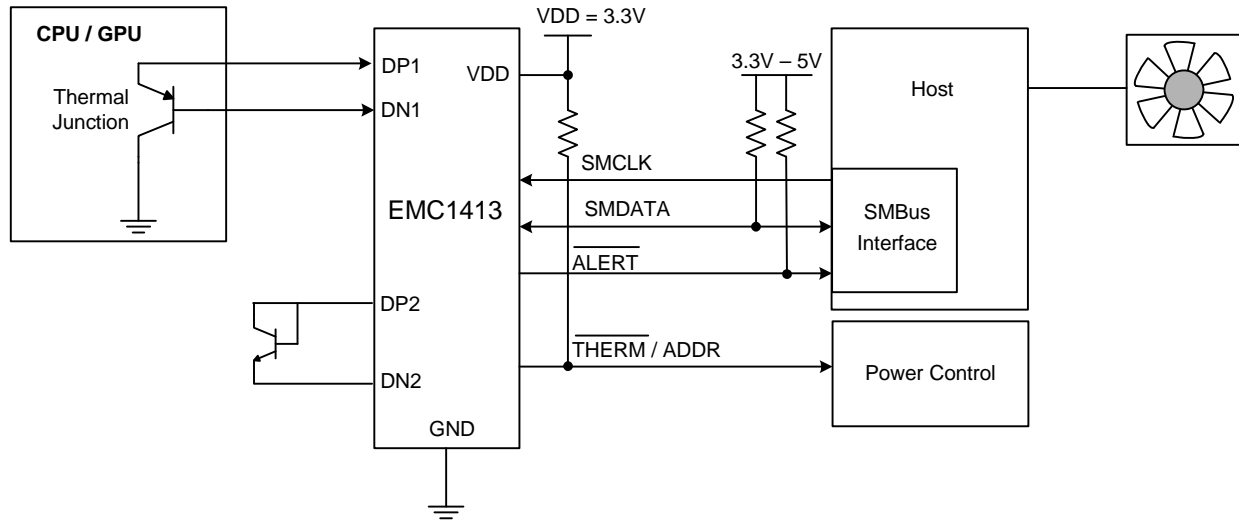 CPU / GPU
Thermal
Junction
DP1
DN1
VDD
EMC1413
DP2
DN2
GND
VDD = 3.3V
3.3V – 5V
SMCLK
SMDATA
ALERT
THERM / ADDR
Host
SMBus
Interface
Power Control